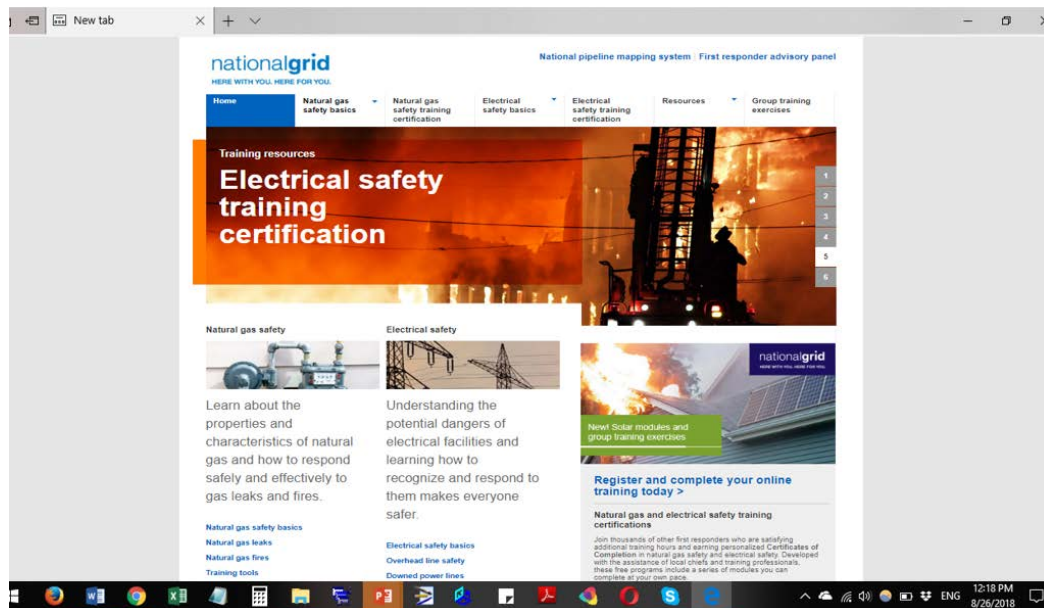 New tab
nationalgrid
HERE WITH YOU. HERE FOR YOU.
National pipeline mapping system | First responder advisory panel
Home
Natural gas
safety basics
Natural gas
safety training
certification
Electrical
safety basics
Electrical
safety training
certification
Resources
Group training
exercises
Training resources
Electrical safety
training
certification
1
2
3
4
5
6
Natural gas safety
Learn about the
properties and
characteristics of natural
gas and how to respond
safely and effectively to
gas leaks and fires.
Natural gas safety basics
Natural gas leaks
Natural gas fires
Training tools
Electrical safety
Understanding the
potential dangers of
electrical facilities and
learning how to
recognize and respond to
them makes everyone
safer.
Electrical safety basics
Overhead line safety
Downed power lines
nationalgrid
HERE WITH YOU. HERE FOR YOU.
New! Solar modules and
group training exercises
Register and complete your online
training today >
Natural gas and electrical safety training
certifications
Join thousands of other first responders who are satisfying
additional training hours and earning personalized Certificates of
Completion in natural gas safety and electrical safety. Developed
with the assistance of local chiefs and training professionals,
these free programs include a series of modules you can
complete at your own pace.
ENG
12:18 PM
8/26/2018